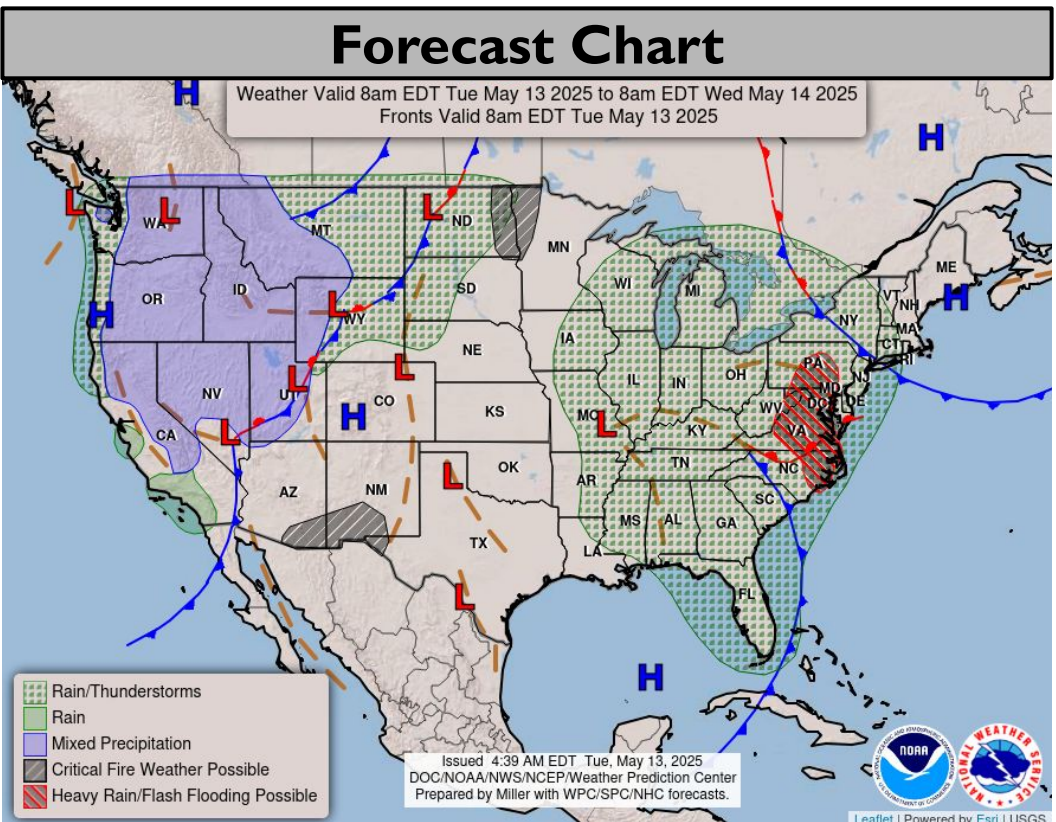 Forecast Chart
Weather Valid 8am EDT Tue May 13 2025 to 8am EDT Wed May 14 2025
Fronts Valid 8am EDT Tue May 13 2025
H
H
L
L
L
WA
MT
ND
MN
ME
VT
NH
OR
ID
H
L
WY
SD
WI
MI
NY
H
MA
CT
RI
IA
NE
L
L
NV
UT
H
CO
KS
IL
IN
OH
PA
NJ
MD
DE
DC
WV
VA
MO
L
KY
CA
L
TN
NC
OK
AR
AZ
NM
L
SC
MS
AL
GA
TX
LA
L
FL
H
Rain/Thunderstorms
Rain
Mixed Precipitation
Critical Fire Weather Possible
Heavy Rain/Flash Flooding Possible
Issued 4:39 AM EDT Tue, May 13, 2025
DOC/NOAA/NWS/NCEP/Weather Prediction Center
Prepared by Miller with WPC/SPC/NHC forecasts.
NOAA
NATIONAL WEATHER SERVICE
Leaflet | Powered by Esri | USGS